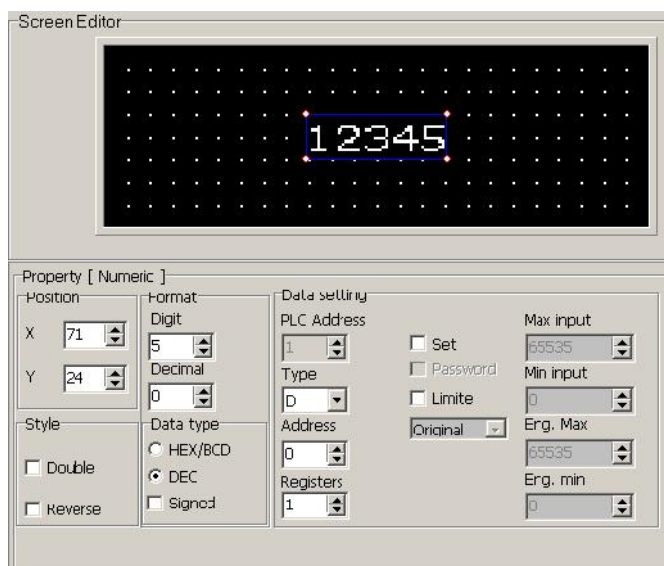 Screen Editor
12345
Property [ Numeric ]
Position
X 71
Y 24
Style
Double
Reverse
Format
Digit
5
Decimal
0
Data type
HEX/BCD
DEC
Signed
Data setting
PLC Address
1
Type
D
Address
0
Registers
1
Set
Password
Limite
Original
Max input
65535
Min input
0
Erg. Max
65535
Erg. min
0